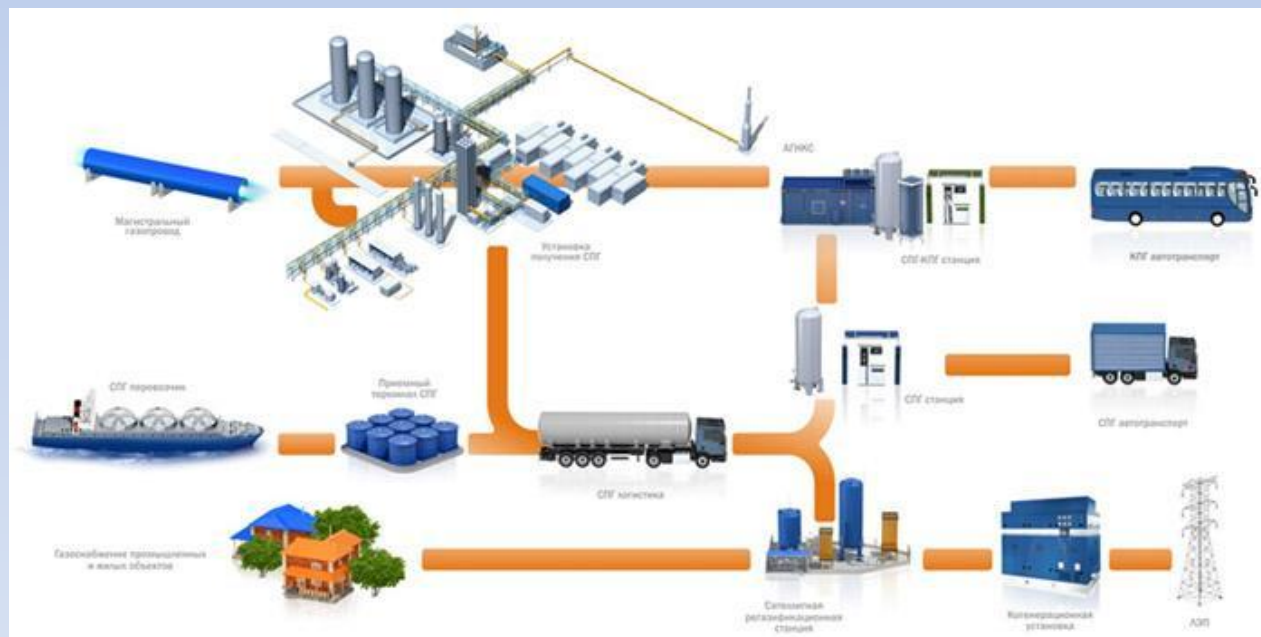 АГНКС
Магистральный
газопровод
Установка
получения СПГ
СПГ-КПГ станция
КПГ автотранспорт
СПГ перевозчик
Приемный
терминал СПГ
СПГ станция
СПГ автотранспорт
СПГ логистика
Газоснабжение промышленных
и жилых объектов
Сателлитная
регазификационная
станция
Когенерационная
установка
ЛЭП